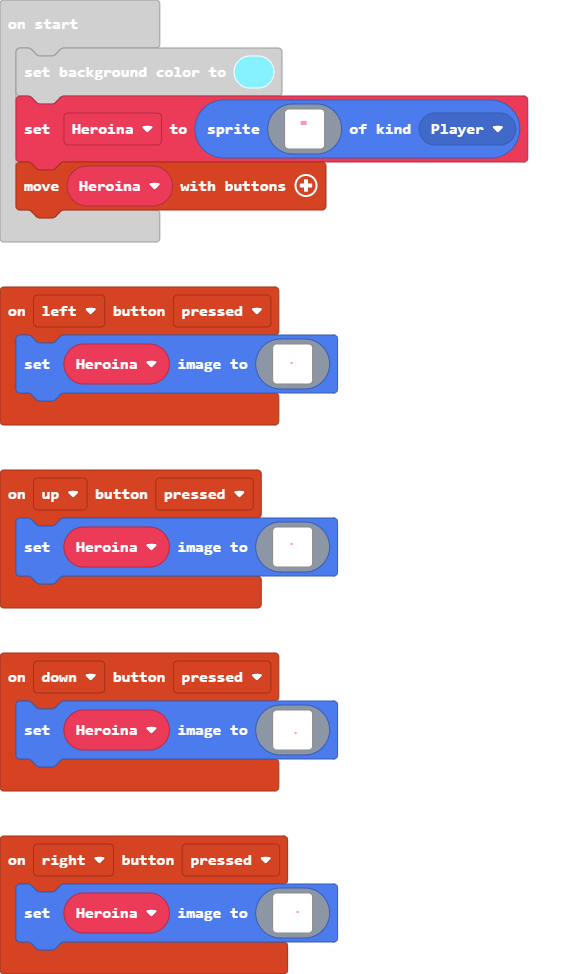 on start
set background color to
set Heroina to sprite of kind Player
move Heroina with buttons
on left button pressed
set Heroina image to
on up button pressed
set Heroina image to
on down button pressed
set Heroina image to
on right button pressed
set Heroina image to